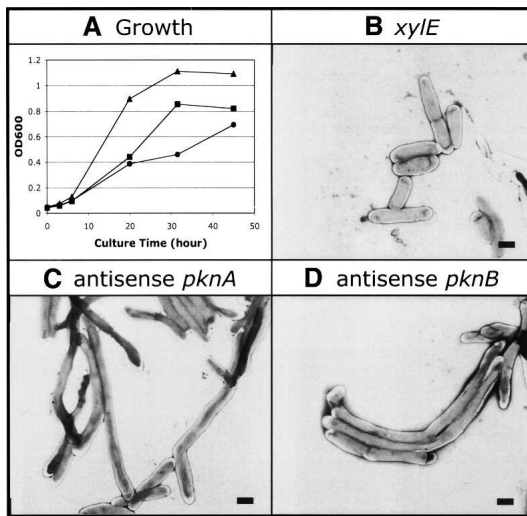 A Growth
1.2
1
0.8
0.6
0.4
0.2
0
OD600
0 10 20 30 40 50
Culture Time (hour)
B xylE
C antisense pknA
D antisense pknB